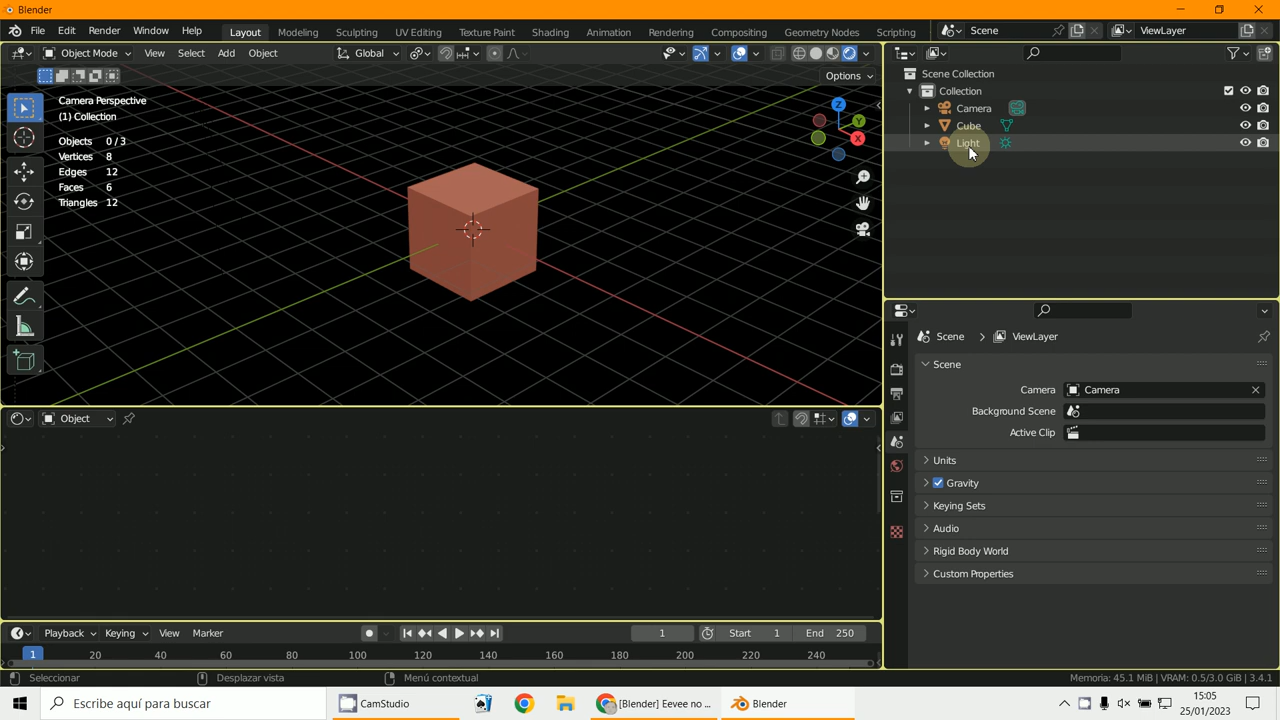 Blender
File Edit Render Window Help Layout Modeling Sculpting UV Editing Texture Paint Shading Animation Rendering Compositing Geometry Nodes Scripting Scene ViewLayer
Object Mode View Select Add Object Global
Options
Camera Perspective
(1) Collection
Objects 0/3
Vertices 8
Edges 12
Faces 6
Triangles 12
Z
Y
X
Scene Collection
Collection
Camera
Cube
Light
Scene ViewLayer
Scene
Camera Camera
Background Scene
Active Clip
Units
Gravity
Keying Sets
Audio
Rigid Body World
Custom Properties
Object
Playback Keying View Marker 1 Start 1 End 250
1 20 40 60 80 100 120 140 160 180 200 220 240
Seleccionar Desplazar vista Menú contextual Memoria: 45.1 MiB | VRAM: 0.5/3.0 GiB | 3.4.1
Escribe aquí para buscar CamStudio [Blender] Eevee no ... Blender 15:05
25/01/2023